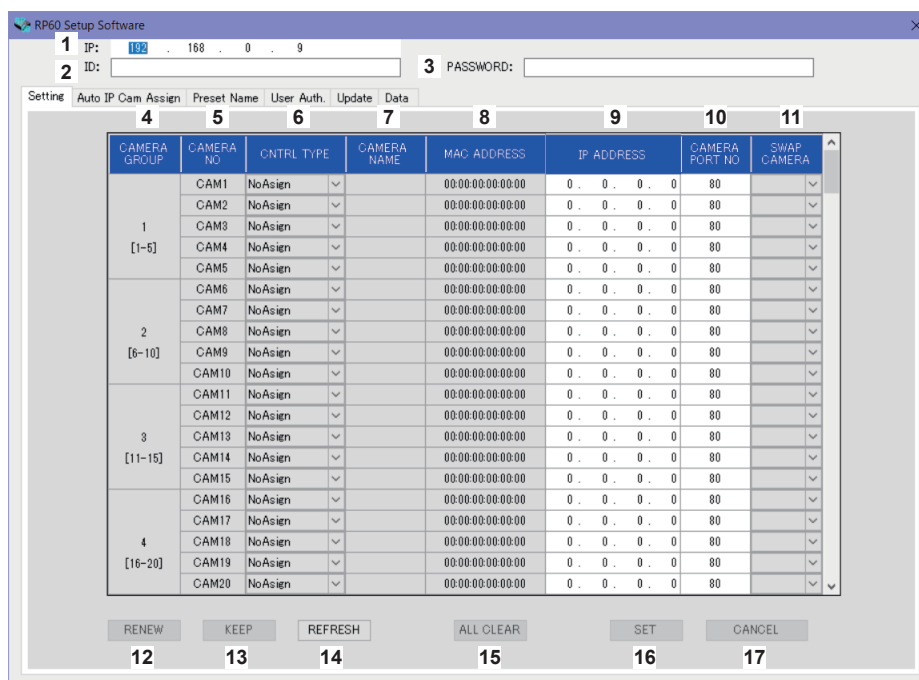 RP60 Setup Software
1 IP: 192 . 168 . 0 . 9
2 ID: 3 PASSWORD:
Setting Auto IP Cam Assign Preset Name User Auth. Update Data
4 5 6 7 8 9 10 11
CAMERA GROUP CAMERA NO CNTRL TYPE CAMERA NAME MAC ADDRESS IP ADDRESS CAMERA PORT NO SWAP CAMERA
CAM1 NoAsign 00:00:00:00:00:00 0 . 0 . 0 . 0 80
CAM2 NoAsign 00:00:00:00:00:00 0 . 0 . 0 . 0 80
1 CAM3 NoAsign 00:00:00:00:00:00 0 . 0 . 0 . 0 80
[1-5] CAM4 NoAsign 00:00:00:00:00:00 0 . 0 . 0 . 0 80
CAM5 NoAsign 00:00:00:00:00:00 0 . 0 . 0 . 0 80
CAM6 NoAsign 00:00:00:00:00:00 0 . 0 . 0 . 0 80
CAM7 NoAsign 00:00:00:00:00:00 0 . 0 . 0 . 0 80
2 CAM8 NoAsign 00:00:00:00:00:00 0 . 0 . 0 . 0 80
[6-10] CAM9 NoAsign 00:00:00:00:00:00 0 . 0 . 0 . 0 80
CAM10 NoAsign 00:00:00:00:00:00 0 . 0 . 0 . 0 80
CAM11 NoAsign 00:00:00:00:00:00 0 . 0 . 0 . 0 80
CAM12 NoAsign 00:00:00:00:00:00 0 . 0 . 0 . 0 80
3 CAM13 NoAsign 00:00:00:00:00:00 0 . 0 . 0 . 0 80
[11-15] CAM14 NoAsign 00:00:00:00:00:00 0 . 0 . 0 . 0 80
CAM15 NoAsign 00:00:00:00:00:00 0 . 0 . 0 . 0 80
CAM16 NoAsign 00:00:00:00:00:00 0 . 0 . 0 . 0 80
CAM17 NoAsign 00:00:00:00:00:00 0 . 0 . 0 . 0 80
4 CAM18 NoAsign 00:00:00:00:00:00 0 . 0 . 0 . 0 80
[16-20] CAM19 NoAsign 00:00:00:00:00:00 0 . 0 . 0 . 0 80
CAM20 NoAsign 00:00:00:00:00:00 0 . 0 . 0 . 0 80
RENEW KEEP REFRESH ALL CLEAR SET CANCEL
12 13 14 15 16 17